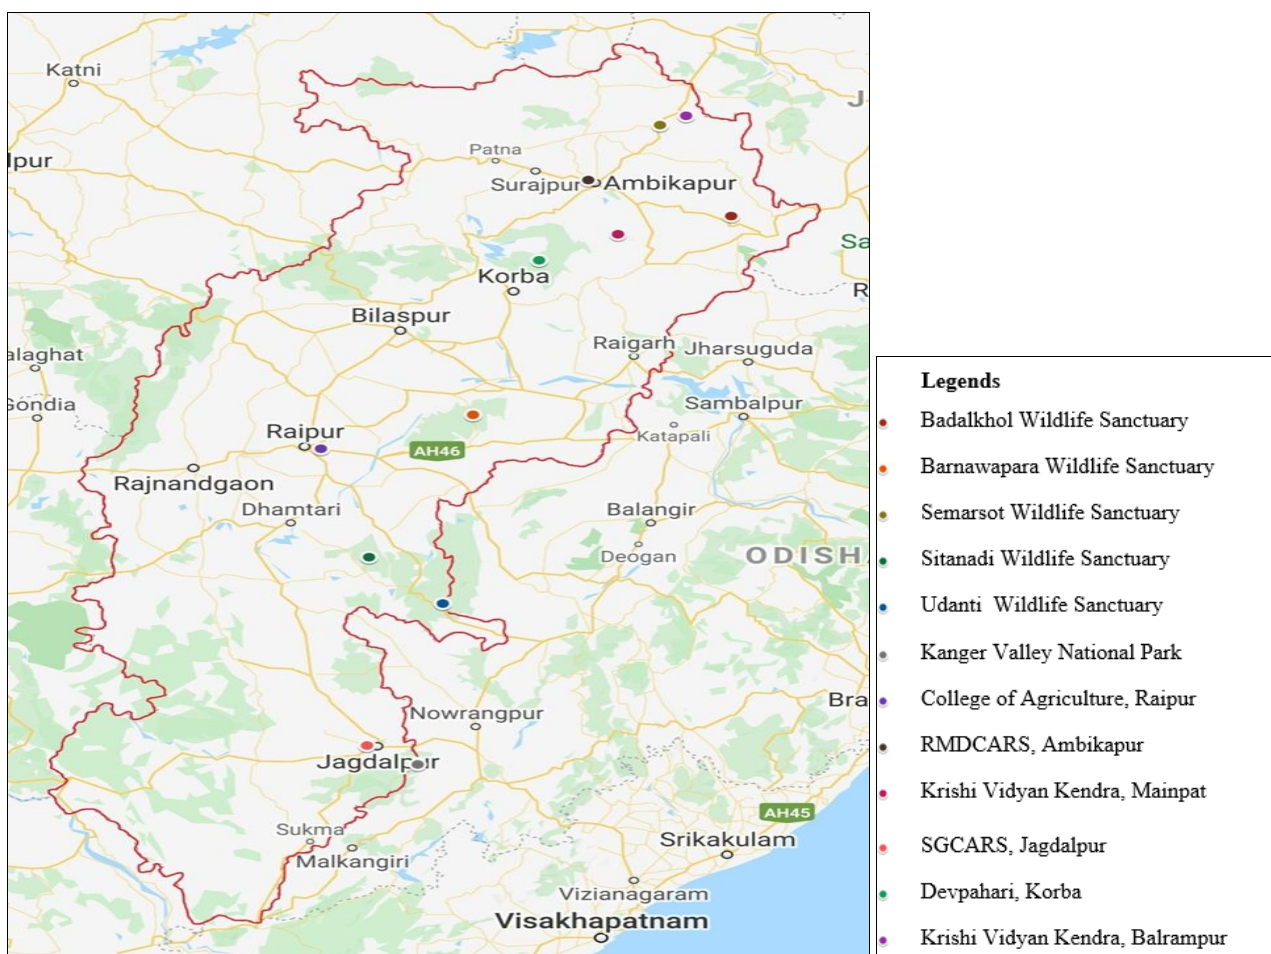 Katni
J
lpur
Patna
Surajpur
Ambikapur
Sa
Korba
R
Bilaspur
Raigarh
Jharsuguda
alaghat
Gondia
Sambalpur
Raipur
Katapali
AH46
Rajnandgaon
Dhamtari
Balangir
Deogan
ODISHA
Bra
Nowrangpur
Jagdalpur
AH45
Sukma
Srikakulam
Malkangiri
Vizianagaram
Visakhapatnam
Legends
Badalkhol Wildlife Sanctuary
Barnawapara Wildlife Sanctuary
Semarsot Wildlife Sanctuary
Sitanadi Wildlife Sanctuary
Udanti Wildlife Sanctuary
Kanger Valley National Park
College of Agriculture, Raipur
RMDCARS, Ambikapur
Krishi Vidyan Kendra, Mainpat
SGCARS, Jagdalpur
Devpahari, Korba
Krishi Vidyan Kendra, Balrampur